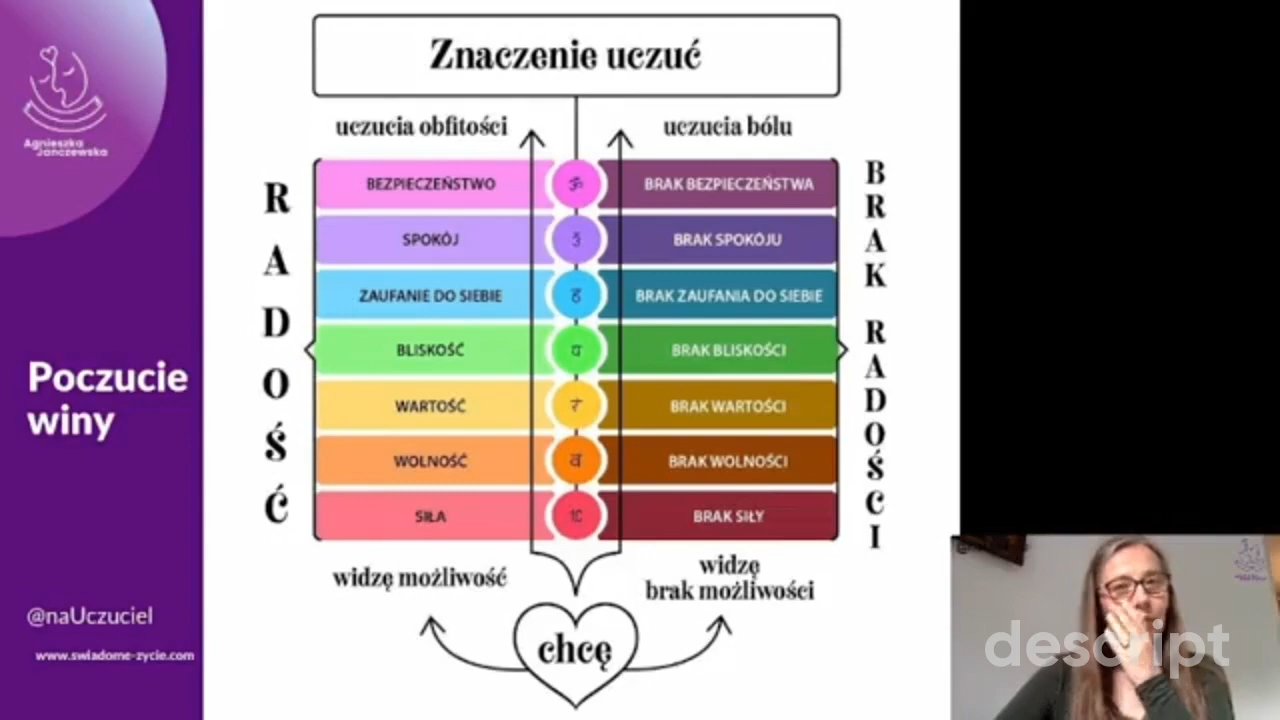 Agnieszka
Janczewska
Poczucie
winy
@naUczuciel
www.swiadome-zycie.com
Znaczenie uczuć
uczucia obfitości
uczucia bólu
RADOŚĆ
BEZPIECZEŃSTWO
ॐ
BRAK BEZPIECZEŃSTWA
SPOKÓJ
BRAK SPOKOJU
ZAUFANIE DO SIEBIE
BRAK ZAUFANIA DO SIEBIE
BLISKOŚĆ
BRAK BLISKOŚCI
WARTOŚĆ
BRAK WARTOŚCI
WOLNOŚĆ
BRAK WOLNOŚCI
SIŁA
BRAK SIŁY
BRAK RADOŚCI
widzę możliwość
widzę
brak możliwości
chcę
descript